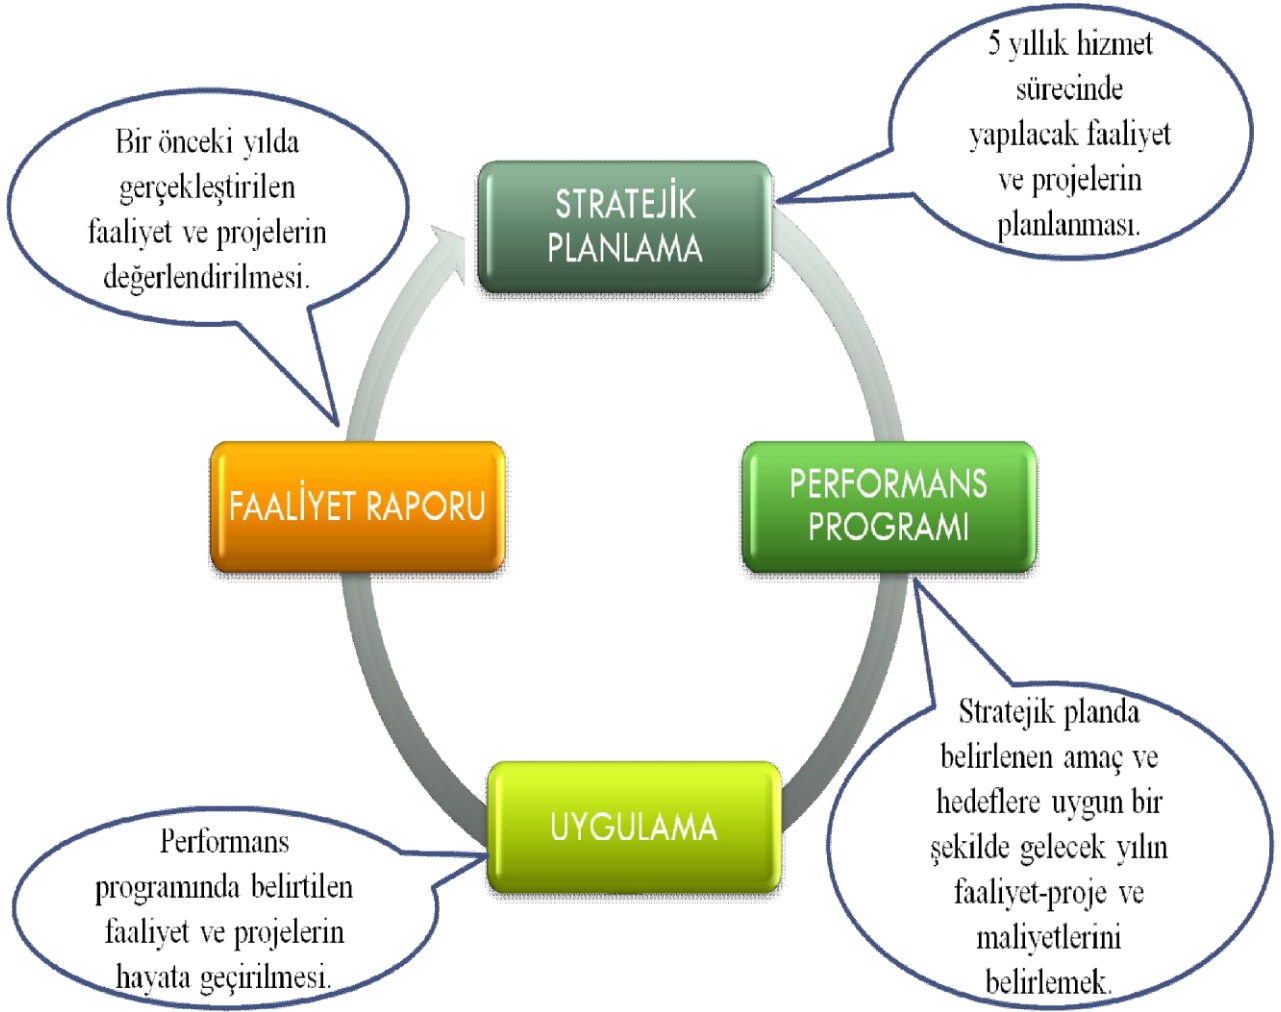 5 yıllık hizmet
sürecinde
yapılacak faaliyet
ve projelerin
planlanması.
Bir önceki yılda
gerçekleştirilen
faaliyet ve projelerin
değerlendirilmesi.
STRATEJİK
PLANLAMA
FAALİYET RAPORU
PERFORMANS
PROGRAMI
Stratejik planda
belirlenen amaç ve
hedeflere uygun bir
şekilde gelecek yılın
faaliyet-proje ve
maliyetlerini
belirlemek.
UYGULAMA
Performans
programında belirtilen
faaliyet ve projelerin
hayata geçirilmesi.